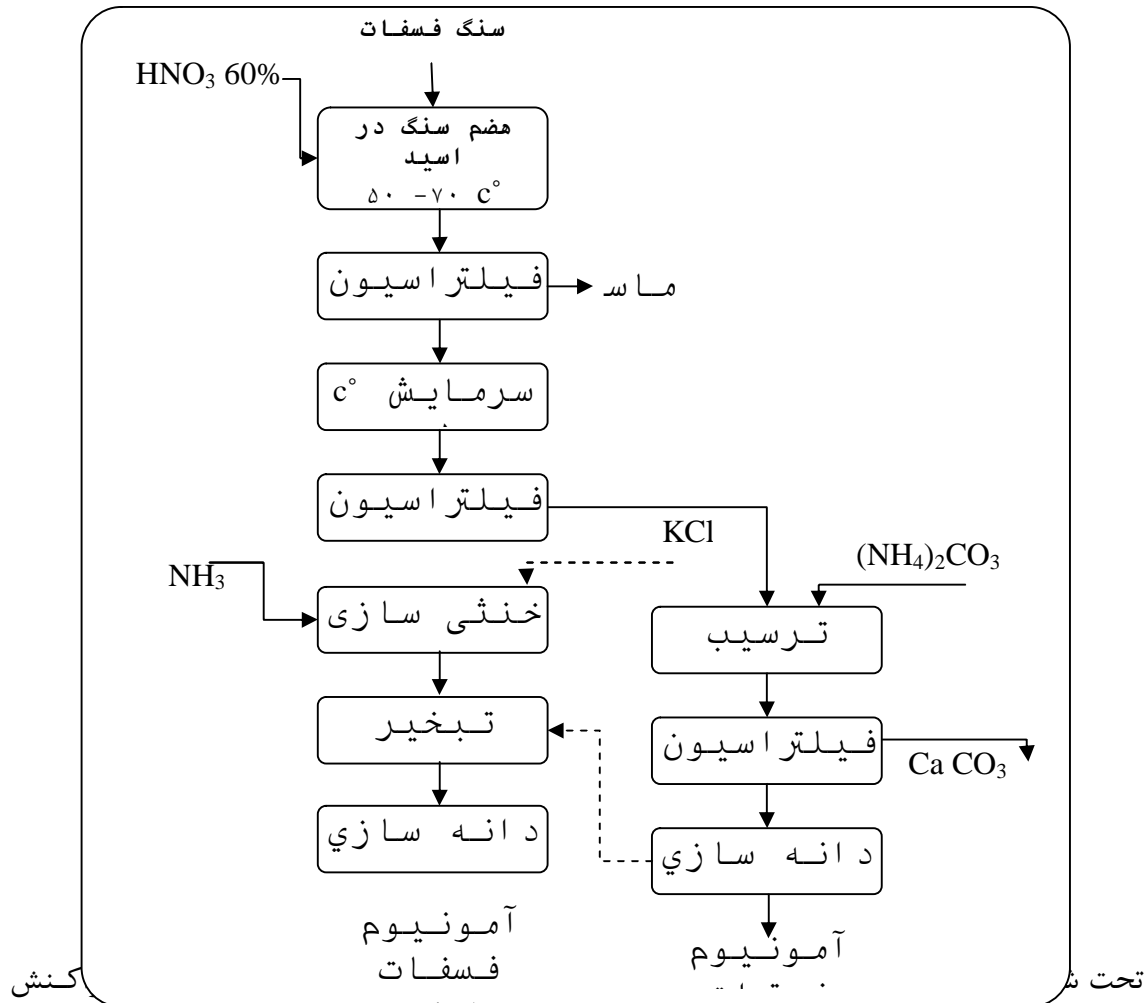 سنگ فسفات
HNO₃ 60%
هضم سنگ در
اسید
۵۰ -۷۰ c°
فیلتراسیون
ماسـ
سرمایش c°
فیلتراسیون
KCl
(NH₄)₂CO₃
NH₃
خنثی سازی
ترسیب
تبخیر
فیلتراسیون
Ca CO₃
دانه سازي
دانه سازي
آمونیوم
فسفات
آمونیوم
تحت
کنش